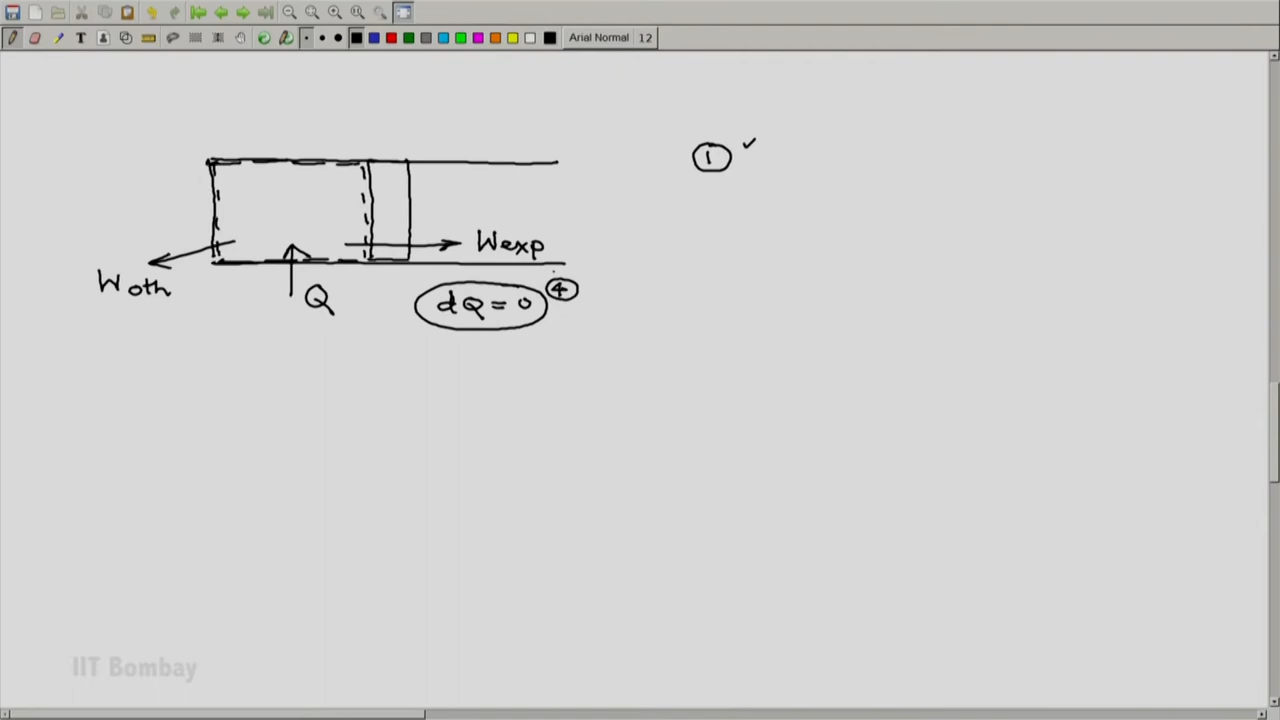 T
Arial Normal 12
① ✓
Wexp
Woth
Q
dQ = 0 ④
IIT Bombay